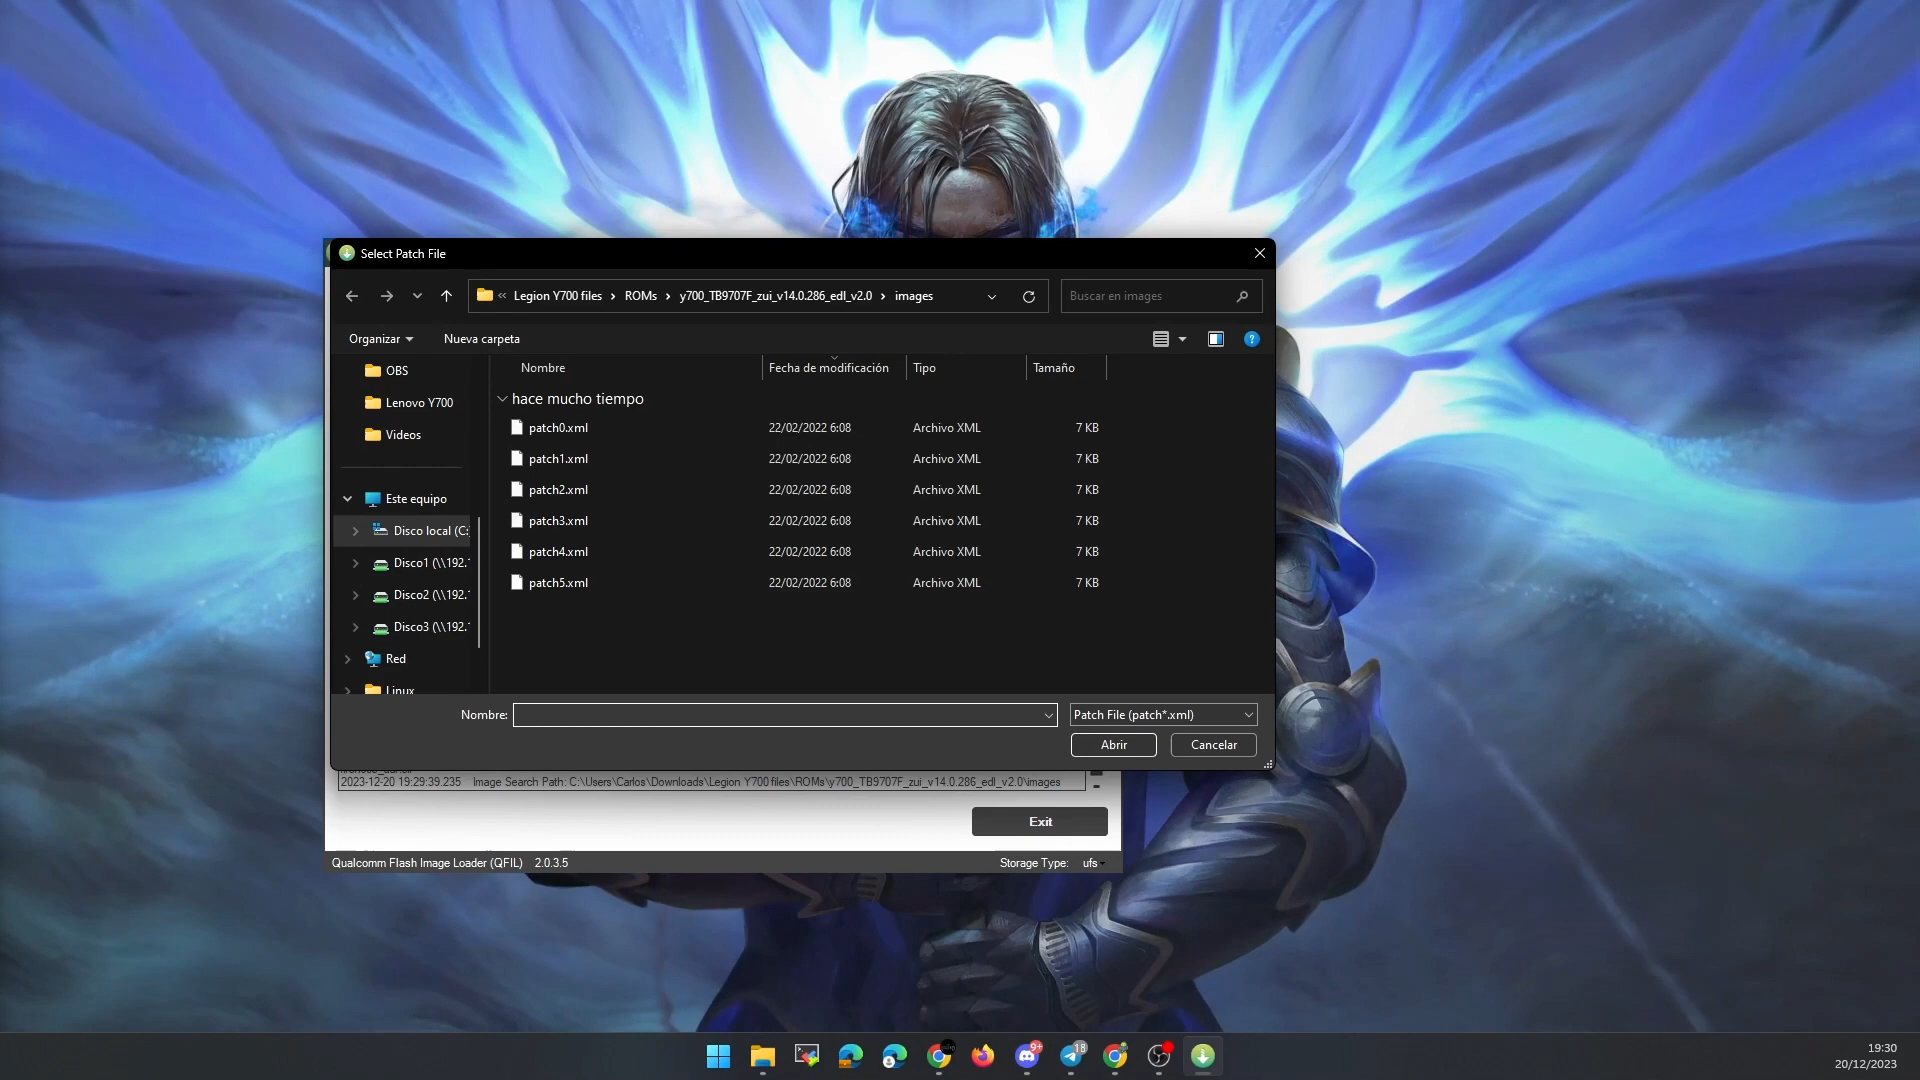 Select Patch File
« Legion Y700 files › ROMs › y700_TB9707F_zui_v14.0.286_edl_v2.0 › images
Buscar en images
Organizar
Nueva carpeta
OBS
Lenovo Y700
Videos
Este equipo
Disco local (C:
Disco1 (\\192.1
Disco2 (\\192.1
Disco3 (\\192.1
Red
Linux
Nombre Fecha de modificación Tipo Tamaño
hace mucho tiempo
patch0.xml 22/02/2022 6:08 Archivo XML 7 KB
patch1.xml 22/02/2022 6:08 Archivo XML 7 KB
patch2.xml 22/02/2022 6:08 Archivo XML 7 KB
patch3.xml 22/02/2022 6:08 Archivo XML 7 KB
patch4.xml 22/02/2022 6:08 Archivo XML 7 KB
patch5.xml 22/02/2022 6:08 Archivo XML 7 KB
Nombre:
Patch File (patch*.xml)
Abrir
Cancelar
2023-12-20 19:29:39.235 Image Search Path: C:\Users\Carlos\Downloads\Legion Y700 files\ROMs\y700_TB9707F_zui_v14.0.286_edl_v2.0\images
Exit
Qualcomm Flash Image Loader (QFIL) 2.0.3.5
Storage Type: ufs
9+
18
19:30
20/12/2023